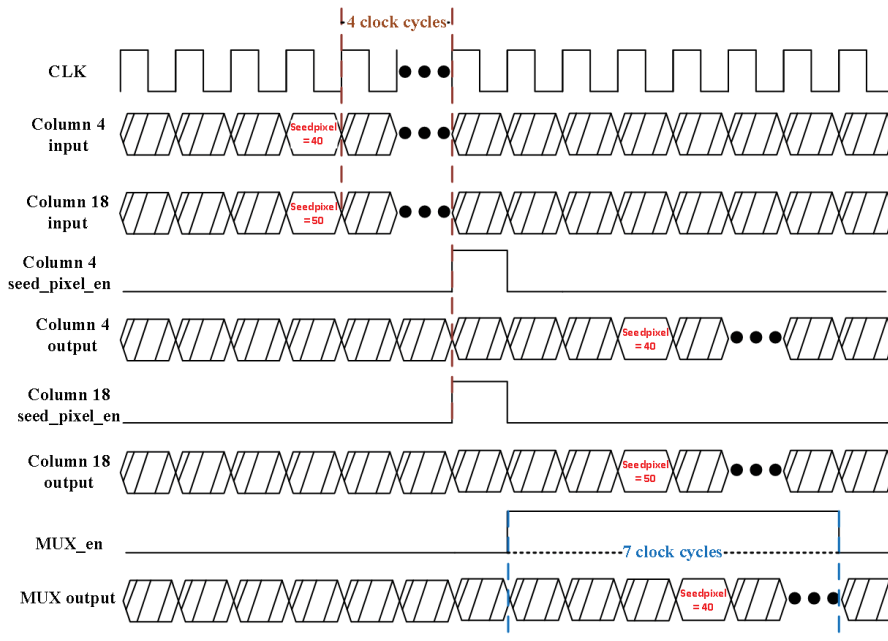 4 clock cycles
CLK
Column 4
input
Seedpixel
= 40
Column 18
input
Seedpixel
= 50
Column 4
seed_pixel_en
Column 4
output
Seedpixel
= 40
Column 18
seed_pixel_en
Column 18
output
Seedpixel
= 50
MUX_en
7 clock cycles
MUX output
Seedpixel
= 40